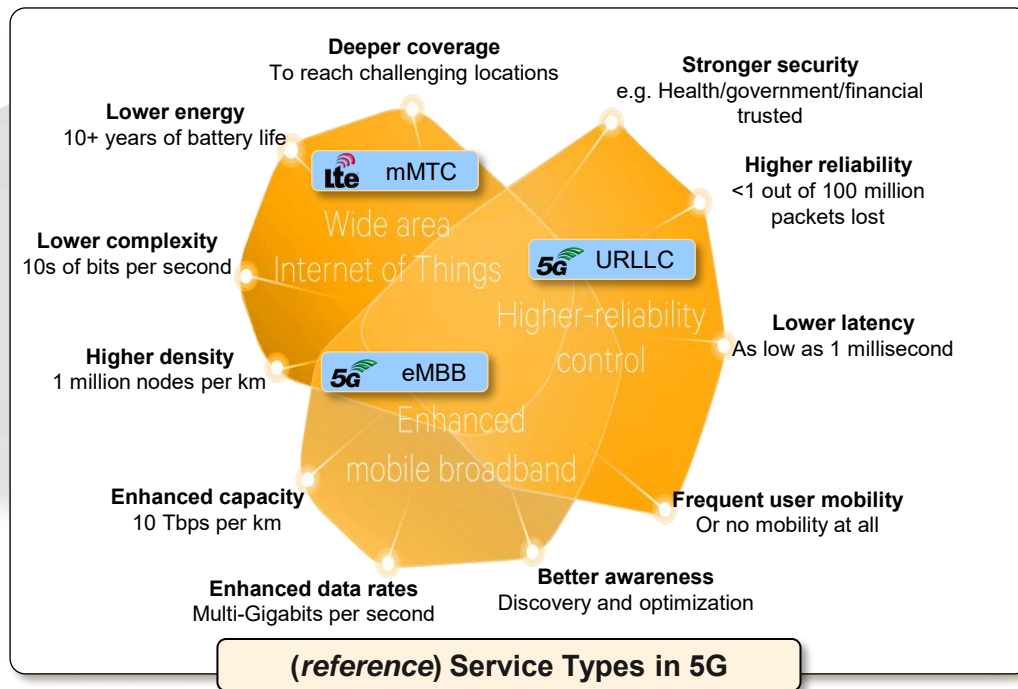 Deeper coverage
To reach challenging locations
Stronger security
e.g. Health/government/financial
trusted
Lower energy
10+ years of battery life
Higher reliability
<1 out of 100 million
packets lost
Lte mMTC
Wide area
Internet of Things
Lower complexity
10s of bits per second
5G URLLC
Higher-reliability
control
Lower latency
As low as 1 millisecond
Higher density
1 million nodes per km
5G eMBB
Enhanced
mobile broadband
Enhanced capacity
10 Tbps per km
Frequent user mobility
Or no mobility at all
Enhanced data rates
Multi-Gigabits per second
Better awareness
Discovery and optimization
(reference) Service Types in 5G